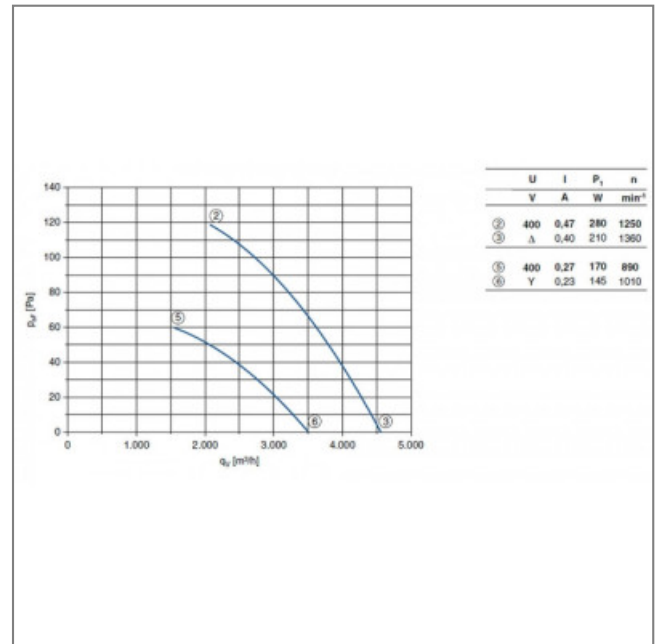 140
120
100
80
60
40
20
0
p_sF [Pa]
②
⑤
⑥
③
0 1.000 2.000 3.000 4.000 5.000
q_V [m³/h]
U I P₁ n
V A W min⁻¹
② 400 0,47 280 1250
③ Δ 0,40 210 1360
⑤ 400 0,27 170 890
⑥ Y 0,23 145 1010